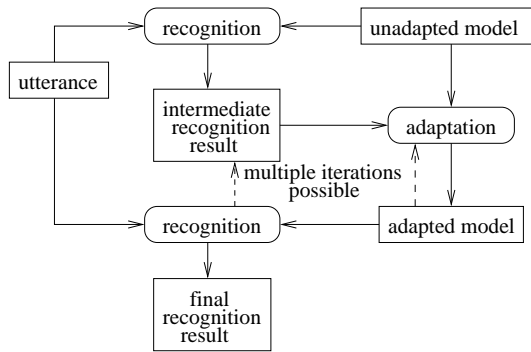 recognition
unadapted model
utterance
intermediate
recognition
result
adaptation
multiple iterations
possible
recognition
adapted model
final
recognition
result